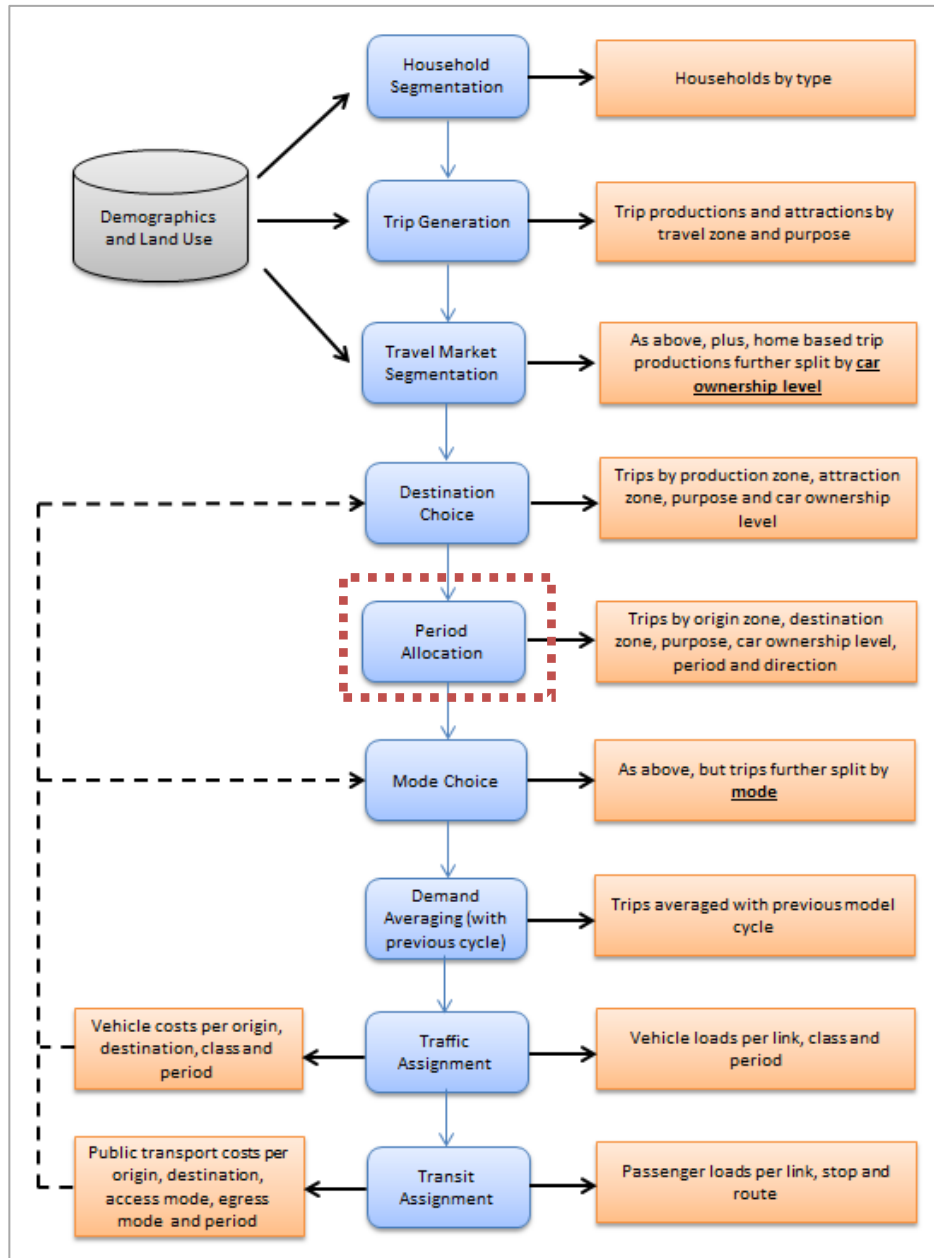 Household
Segmentation
Households by type
Demographics
and Land Use
Trip Generation
Trip productions and attractions by
travel zone and purpose
Travel Market
Segmentation
As above, plus, home based trip
productions further split by car
ownership level
Destination
Choice
Trips by production zone, attraction
zone, purpose and car ownership
level
Period
Allocation
Trips by origin zone, destination
zone, purpose, car ownership level,
period and direction
Mode Choice
As above, but trips further split by
mode
Demand
Averaging (with
previous cycle)
Trips averaged with previous model
cycle
Vehicle costs per origin,
destination, class and
period
Traffic
Assignment
Vehicle loads per link, class and
period
Public transport costs per
origin, destination,
access mode, egress
mode and period
Transit
Assignment
Passenger loads per link, stop and
route